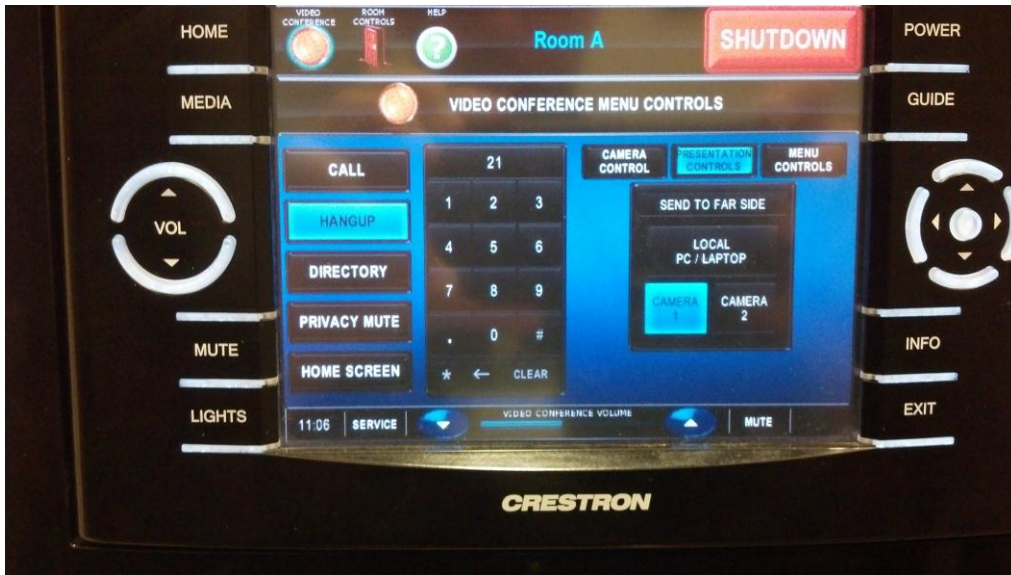 HOME
MEDIA
VOL
MUTE
LIGHTS
VIDEO
CONFERENCE
ROOM
CONTROLS
HELP
?
Room A
SHUTDOWN
VIDEO CONFERENCE MENU CONTROLS
CALL
HANGUP
DIRECTORY
PRIVACY MUTE
HOME SCREEN
21
1 2 3
4 5 6
7 8 9
. 0 #
* ← CLEAR
CAMERA
CONTROL
PRESENTATION
CONTROLS
MENU
CONTROLS
SEND TO FAR SIDE
LOCAL
PC / LAPTOP
CAMERA
1
CAMERA
2
11:06
SERVICE
VIDEO CONFERENCE VOLUME
MUTE
POWER
GUIDE
INFO
EXIT
CRESTRON